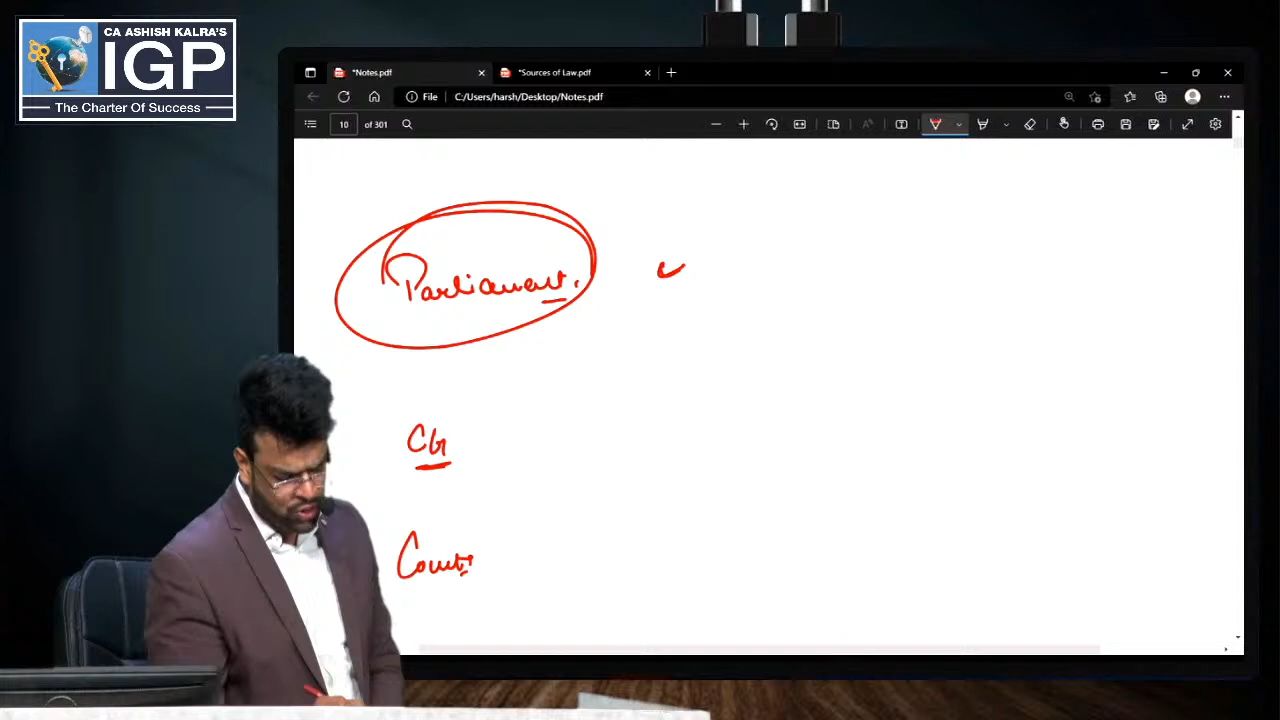 CA ASHISH KALRA'S
IGP
The Charter Of Success
*Notes.pdf
*Sources of Law.pdf
File
C:/Users/harsh/Desktop/Notes.pdf
10 of 301
Parliament.
CG
Courts